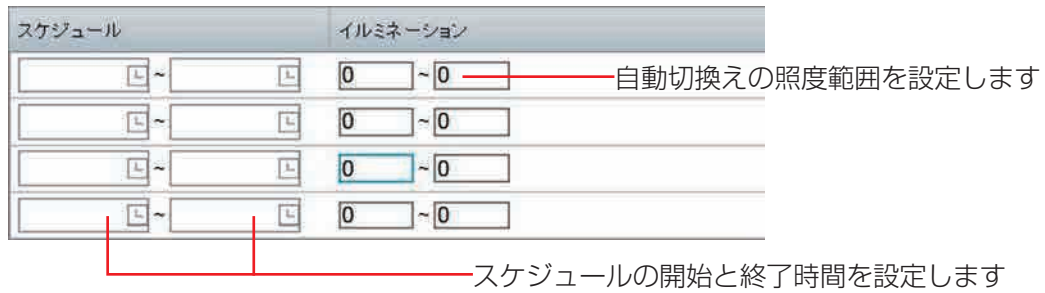 スケジュール イルミネーション
~ 0 ~ 0 自動切換えの照度範囲を設定します
~ 0 ~ 0
~ 0 ~ 0
~ 0 ~ 0
スケジュールの開始と終了時間を設定します